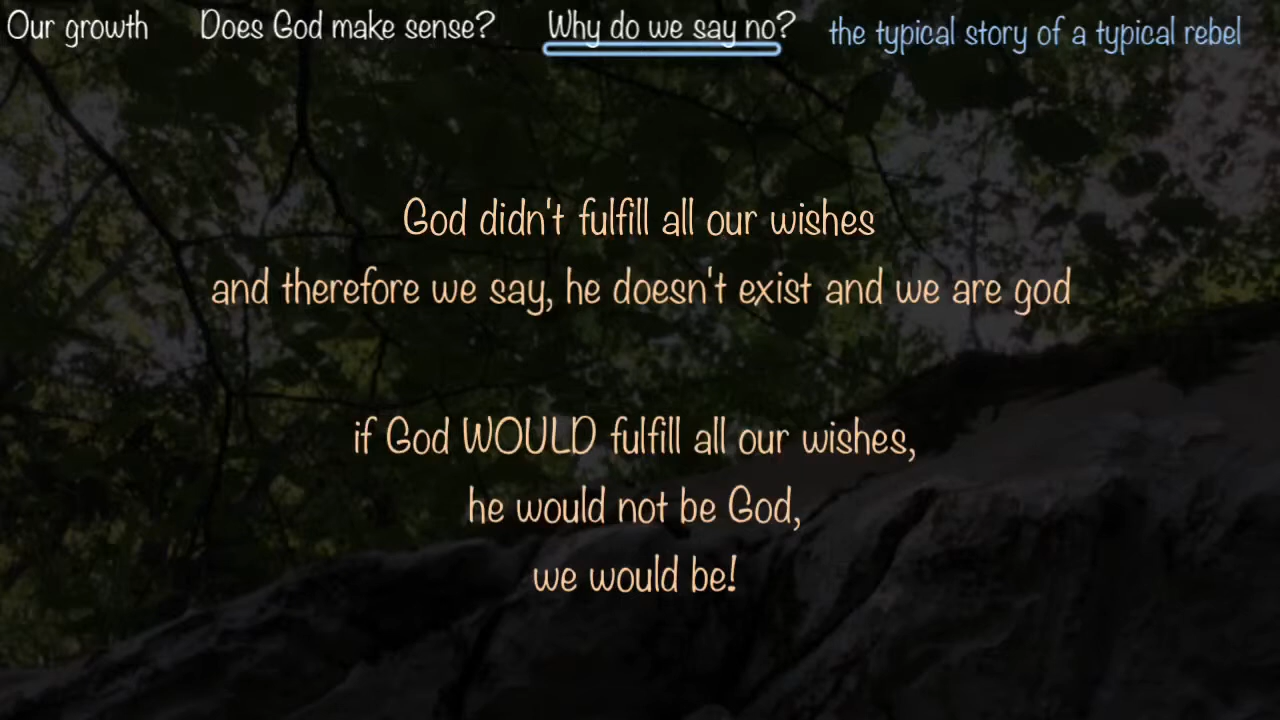 Our growth Does God make sense? Why do we say no? the typical story of a typical rebel
God didn't fulfill all our wishes
and therefore we say, he doesn't exist and we are god
if God WOULD fulfill all our wishes,
he would not be God,
we would be!